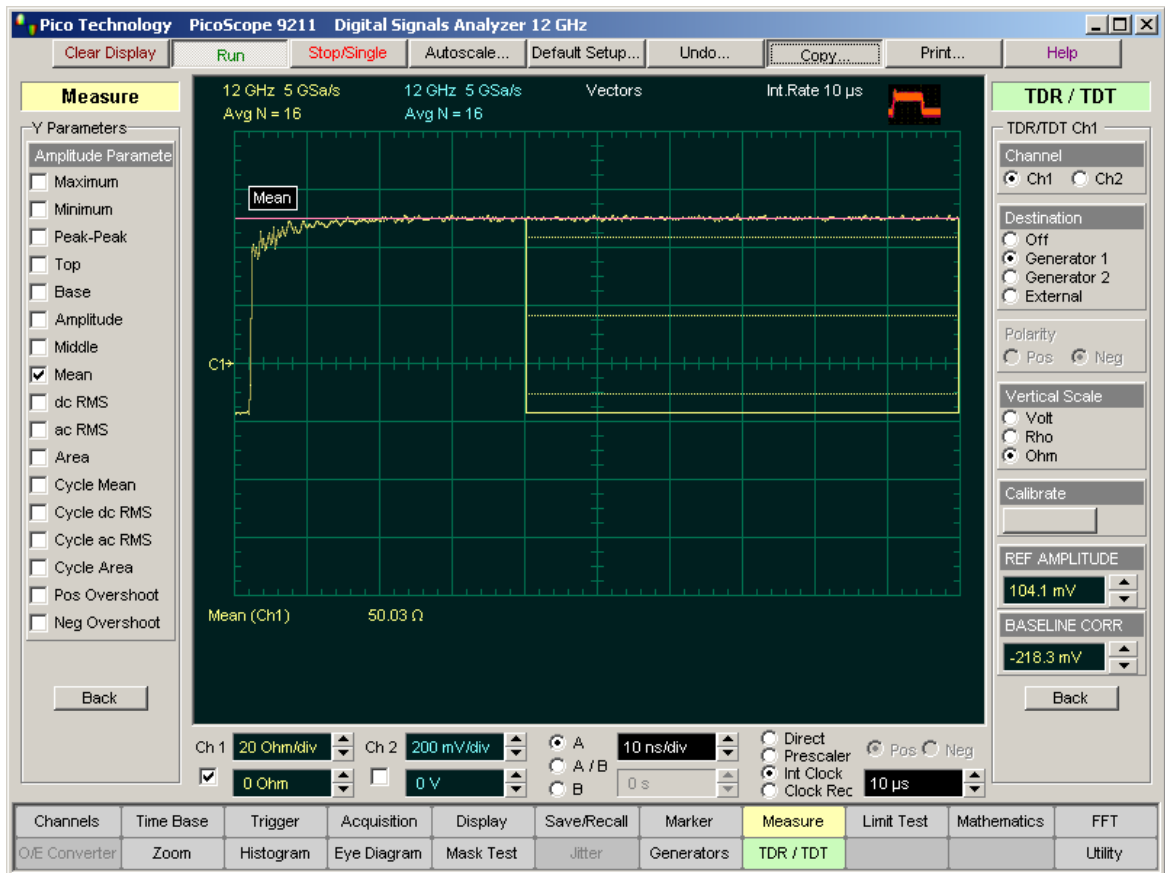 Pico Technology PicoScope 9211 Digital Signals Analyzer 12 GHz
Clear Display Run Stop/Single Autoscale... Default Setup... Undo... Copy... Print... Help
Measure
Y Parameters
Amplitude Paramete
Maximum
Minimum
Peak-Peak
Top
Base
Amplitude
Middle
Mean
dc RMS
ac RMS
Area
Cycle Mean
Cycle dc RMS
Cycle ac RMS
Cycle Area
Pos Overshoot
Neg Overshoot
Back
12 GHz 5 GSa/s 12 GHz 5 GSa/s Vectors Int.Rate 10 µs
Avg N = 16 Avg N = 16
Mean
C1
Mean (Ch1) 50.03 Ω
TDR / TDT
TDR/TDT Ch1
Channel
Ch1 Ch2
Destination
Off
Generator 1
Generator 2
External
Polarity
Pos Neg
Vertical Scale
Volt
Rho
Ohm
Calibrate
REF AMPLITUDE
104.1 mV
BASELINE CORR
-218.3 mV
Back
Ch 1 20 Ohm/div Ch 2 200 mV/div A 10 ns/div Direct Pos Neg
A / B Prescaler
0 Ohm 0 V B 0 s Int Clock 10 µs
Clock Rec
Channels Time Base Trigger Acquisition Display Save/Recall Marker Measure Limit Test Mathematics FFT
O/E Converter Zoom Histogram Eye Diagram Mask Test Jitter Generators TDR / TDT Utility